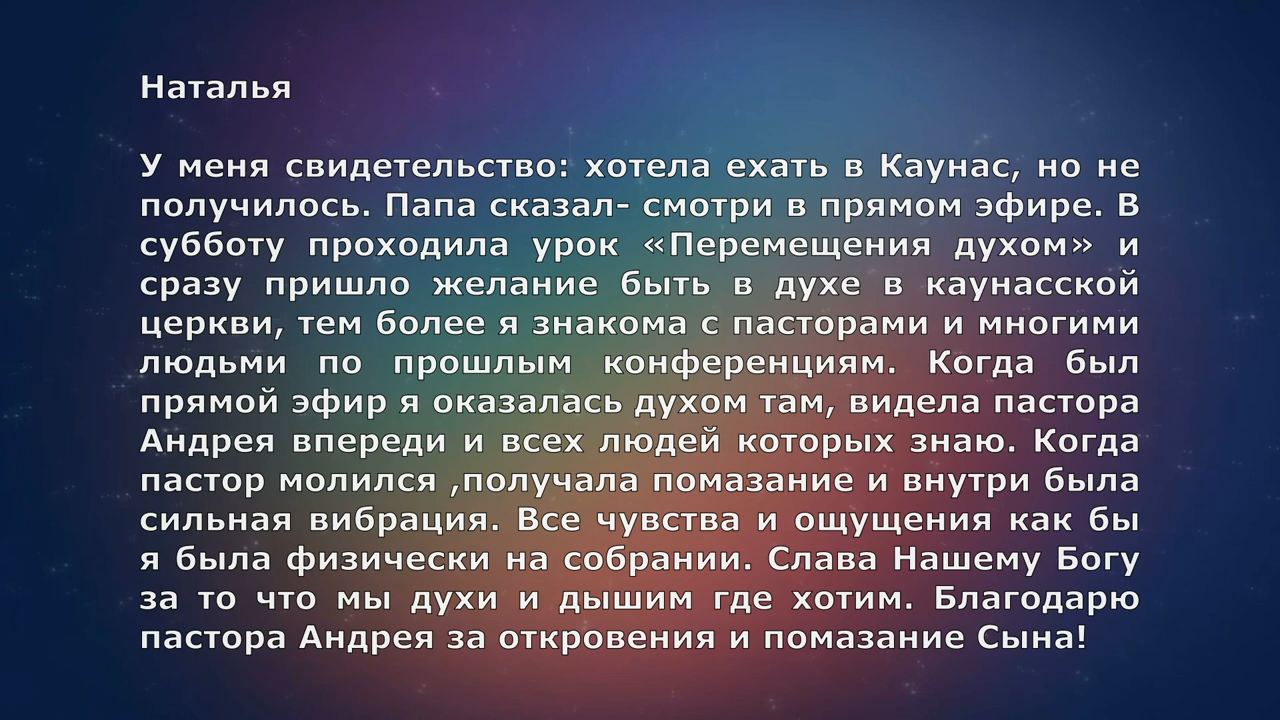 Наталья
У меня свидетельство: хотела ехать в Каунас, но не
получилось. Папа сказал- смотри в прямом эфире. В
субботу проходила урок «Перемещения духом» и
сразу пришло желание быть в духе в каунасской
церкви, тем более я знакома с пасторами и многими
людьми по прошлым конференциям. Когда был
прямой эфир я оказалась духом там, видела пастора
Андрея впереди и всех людей которых знаю. Когда
пастор молился ,получала помазание и внутри была
сильная вибрация. Все чувства и ощущения как бы
я была физически на собрании. Слава Нашему Богу
за то что мы духи и дышим где хотим. Благодарю
пастора Андрея за откровения и помазание Сына!